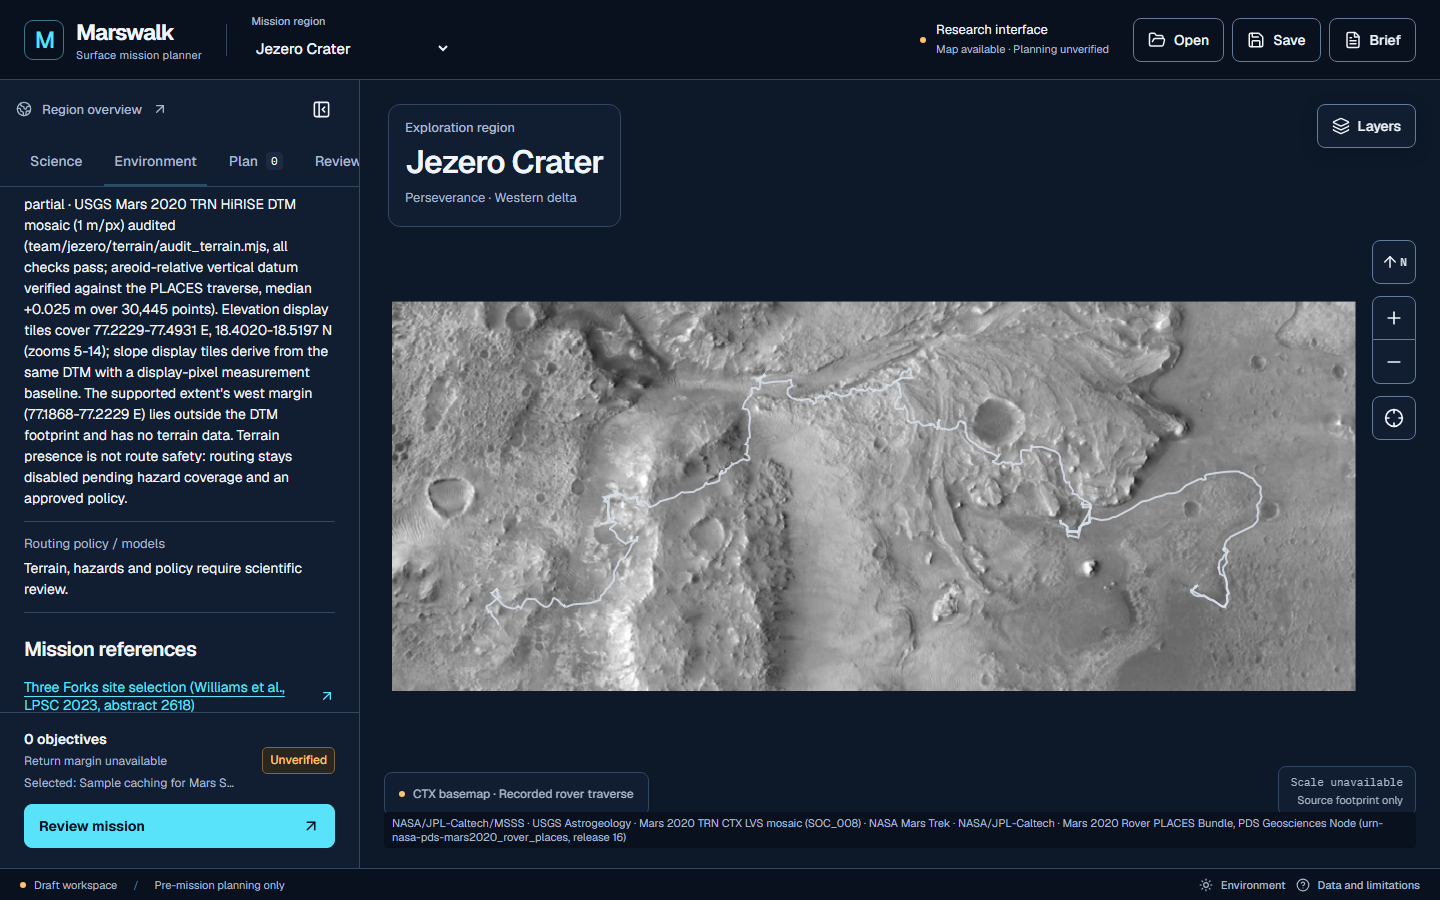 M
Marswalk
Surface mission planner
Mission region
Jezero Crater
Research interface
Map available · Planning unverified
Open
Save
Brief
Region overview
Science
Environment
Plan 0
Review
partial · USGS Mars 2020 TRN HiRISE DTM
mosaic (1 m/px) audited
(team/jezero/terrain/audit_terrain.mjs, all
checks pass; areoid-relative vertical datum
verified against the PLACES traverse, median
+0.025 m over 30,445 points). Elevation display
tiles cover 77.2229-77.4931 E, 18.4020-18.5197 N
(zooms 5-14); slope display tiles derive from the
same DTM with a display-pixel measurement
baseline. The supported extent's west margin
(77.1868-77.2229 E) lies outside the DTM
footprint and has no terrain data. Terrain
presence is not route safety: routing stays
disabled pending hazard coverage and an
approved policy.
Routing policy / models
Terrain, hazards and policy require scientific
review.
Mission references
Three Forks site selection (Williams et al.,
LPSC 2023, abstract 2618)
0 objectives
Return margin unavailable
Selected: Sample caching for Mars S...
Unverified
Review mission
Exploration region
Jezero Crater
Perseverance · Western delta
Layers
N
CTX basemap · Recorded rover traverse
Scale unavailable
Source footprint only
NASA/JPL-Caltech/MSSS · USGS Astrogeology · Mars 2020 TRN CTX LVS mosaic (SOC_008) · NASA Mars Trek · NASA/JPL-Caltech · Mars 2020 Rover PLACES Bundle, PDS Geosciences Node (urn-
nasa-pds-mars2020_rover_places, release 16)
Draft workspace / Pre-mission planning only
Environment
Data and limitations